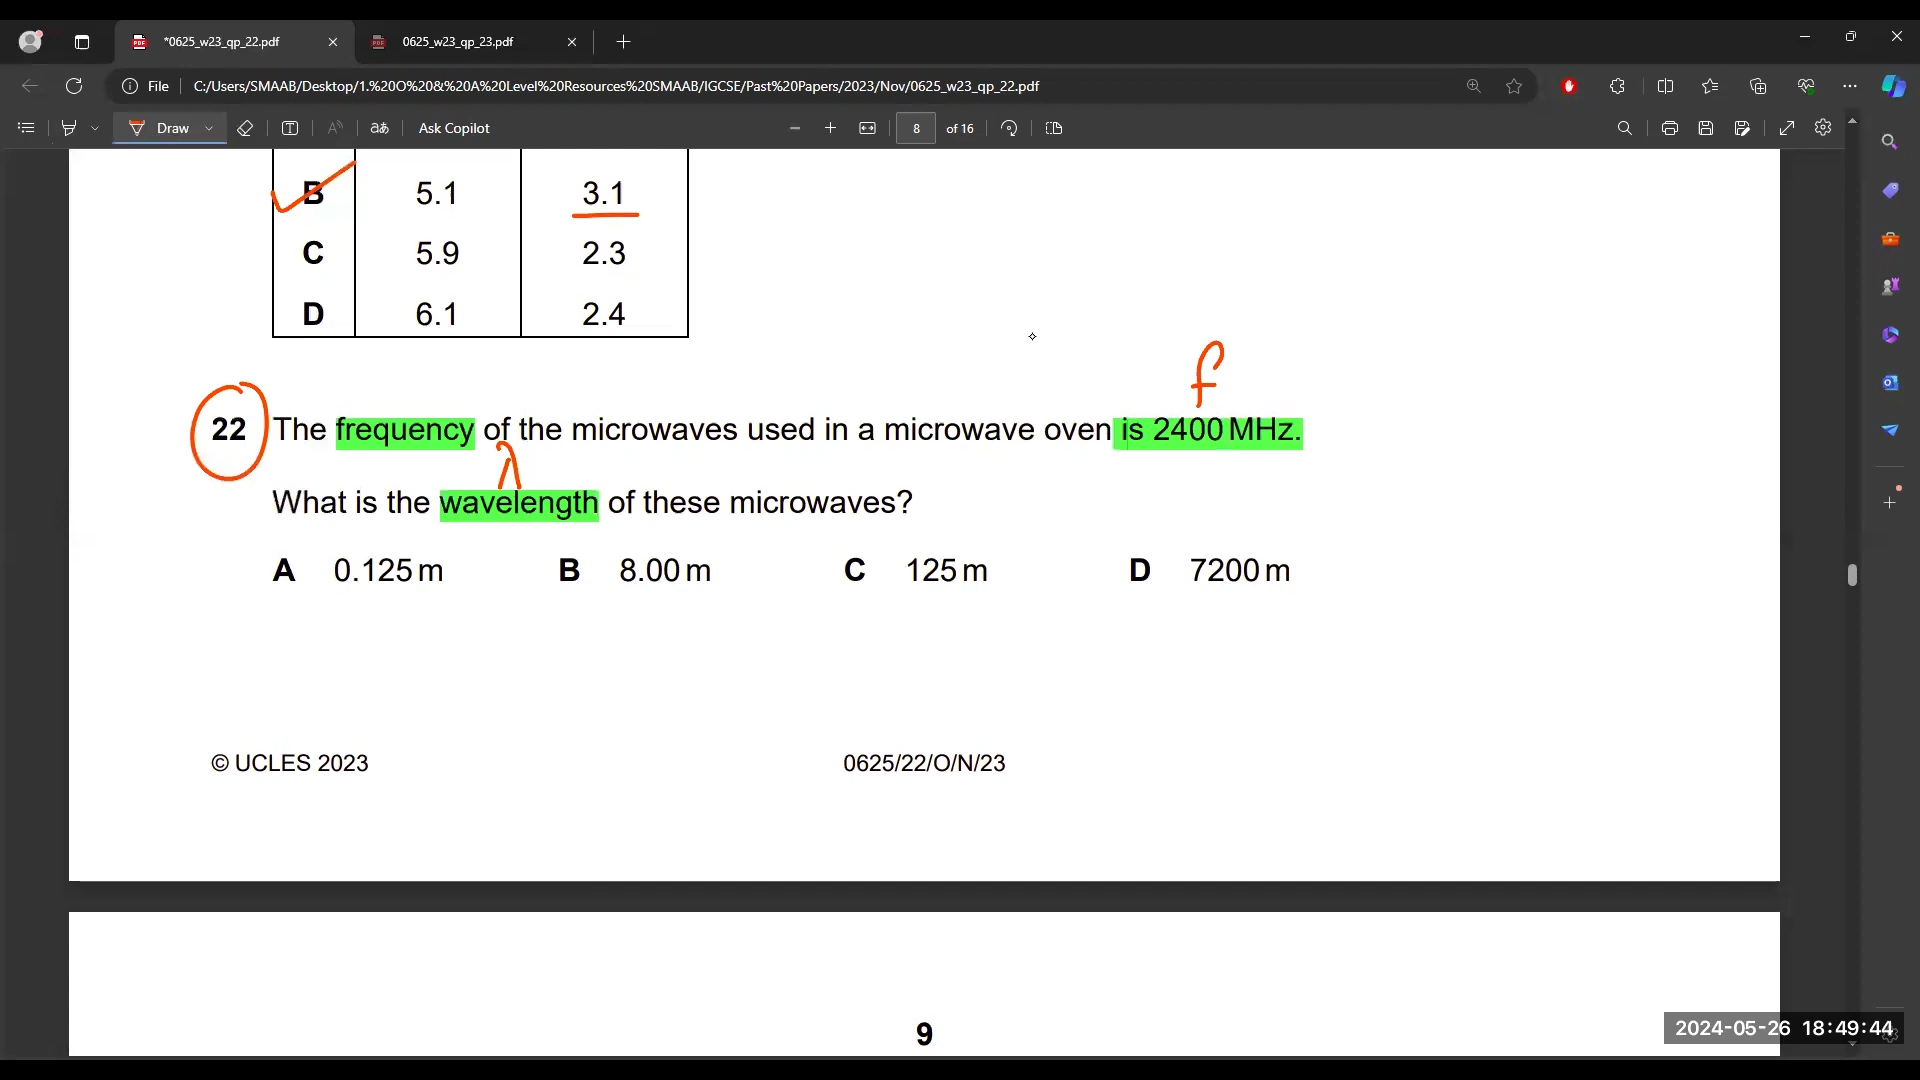 *0625_w23_qp_22.pdf
0625_w23_qp_23.pdf
File
C:/Users/SMAAB/Desktop/1.%20O%20&%20A%20Level%20Resources%20SMAAB/IGCSE/Past%20Papers/2023/Nov/0625_w23_qp_22.pdf
Draw
aあ
Ask Copilot
8 of 16
B 5.1 3.1
C 5.9 2.3
D 6.1 2.4
f
22 The frequency of the microwaves used in a microwave oven is 2400 MHz.
λ
What is the wavelength of these microwaves?
A 0.125 m B 8.00 m C 125 m D 7200 m
© UCLES 2023 0625/22/O/N/23
9
2024-05-26 18:49:44